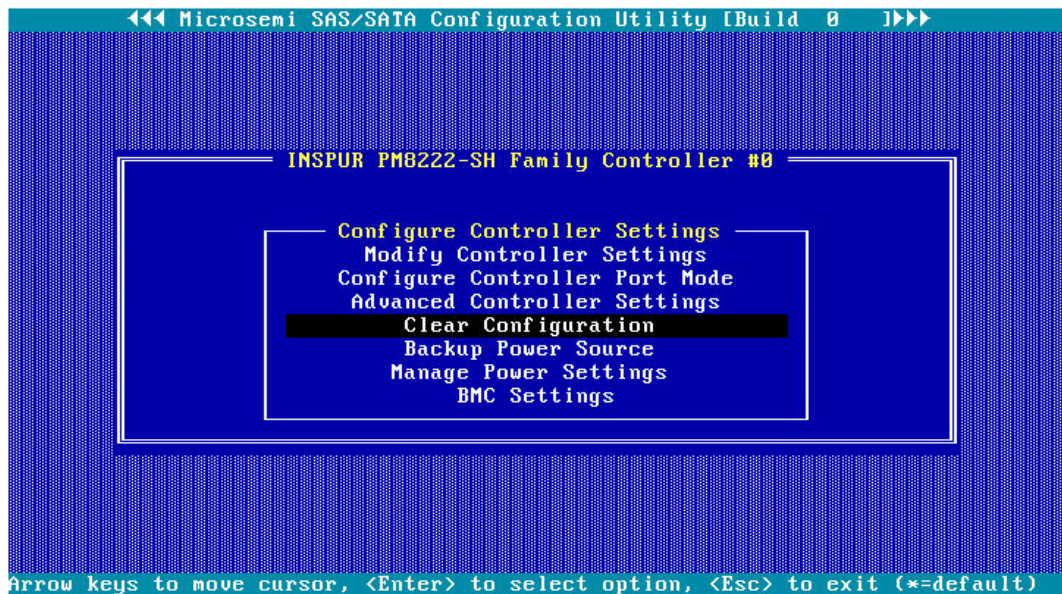 Microsemi SAS/SATA Configuration Utility [Build 0 ]
INSPUR PM8222-SH Family Controller #0
Configure Controller Settings
Modify Controller Settings
Configure Controller Port Mode
Advanced Controller Settings
Clear Configuration
Backup Power Source
Manage Power Settings
BMC Settings
Arrow keys to move cursor, <Enter> to select option, <Esc> to exit (*=default)